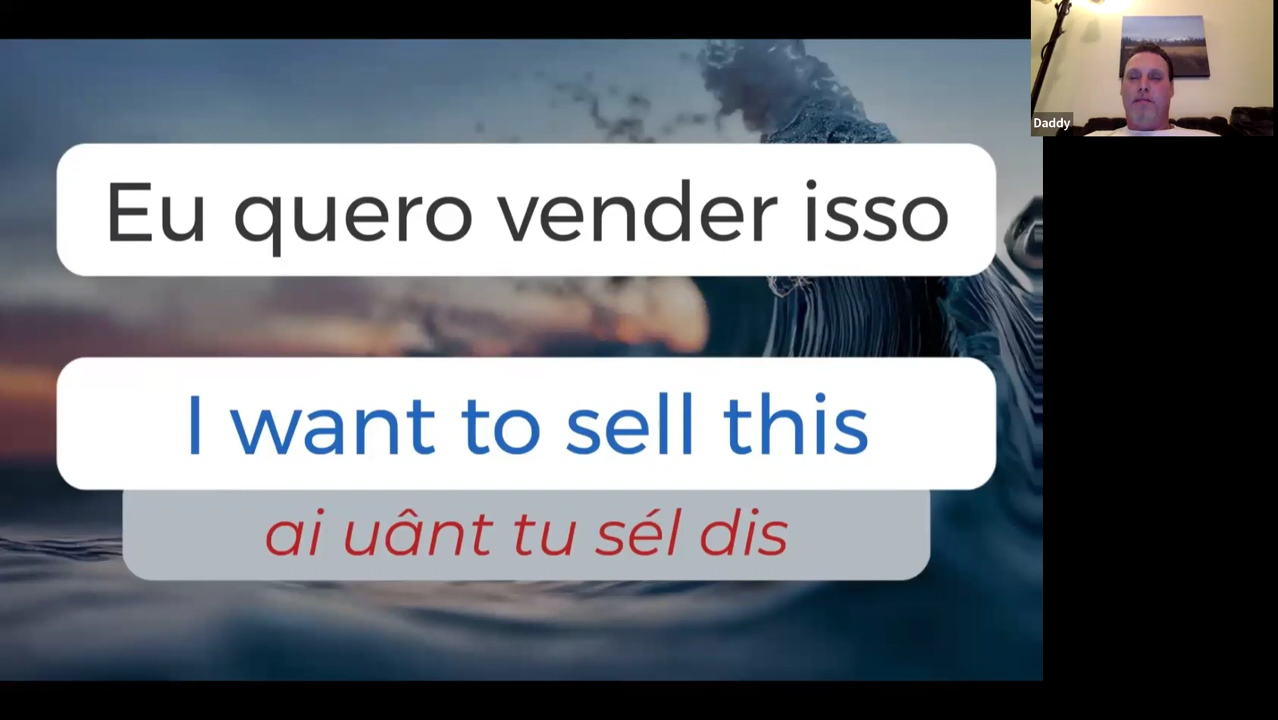 Eu quero vender isso
I want to sell this
ai uânt tu sél dis
Daddy